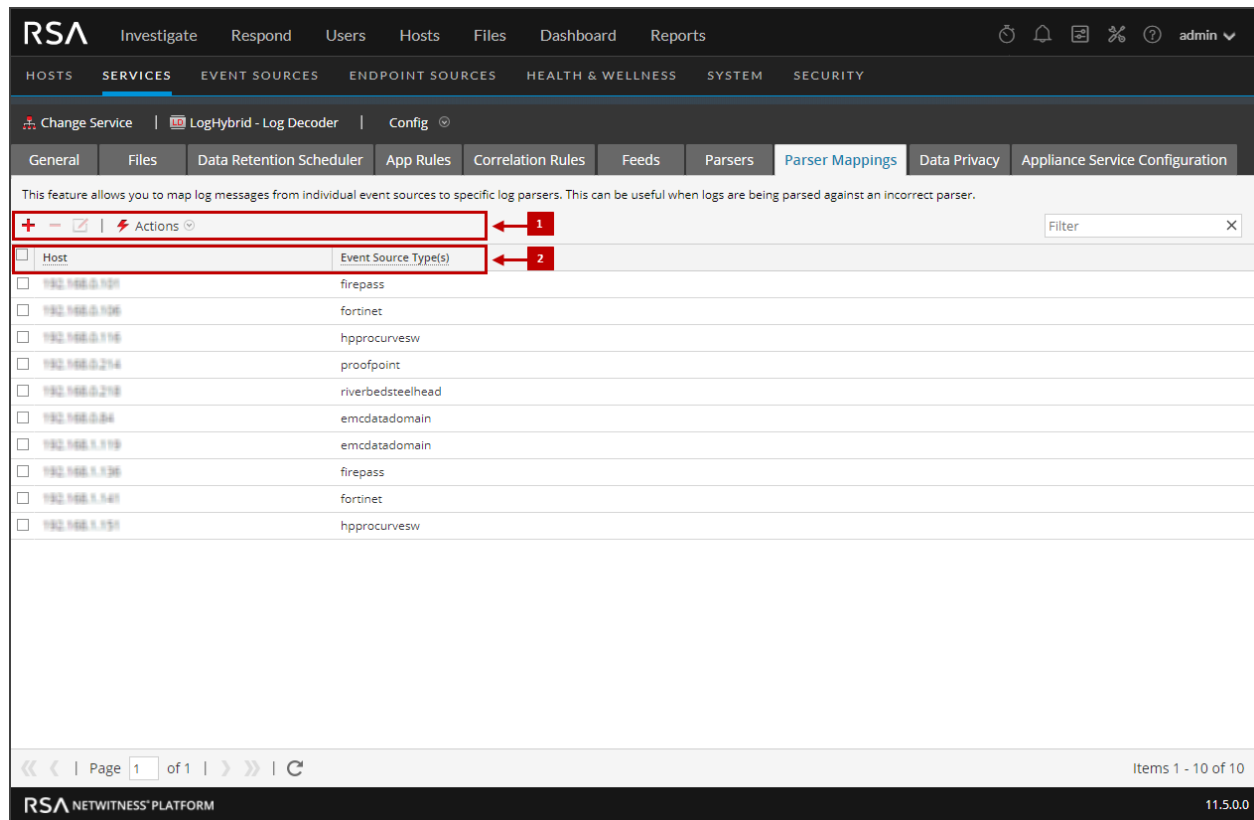 RSA Investigate Respond Users Hosts Files Dashboard Reports admin
HOSTS SERVICES EVENT SOURCES ENDPOINT SOURCES HEALTH & WELLNESS SYSTEM SECURITY
Change Service | LD LogHybrid - Log Decoder | Config
General Files Data Retention Scheduler App Rules Correlation Rules Feeds Parsers Parser Mappings Data Privacy Appliance Service Configuration
This feature allows you to map log messages from individual event sources to specific log parsers. This can be useful when logs are being parsed against an incorrect parser.
| Actions 1 Filter
Host Event Source Type(s) 2
firepass
fortinet
hpprocurvesw
proofpoint
riverbedsteelhead
emcdatadomain
emcdatadomain
firepass
fortinet
hpprocurvesw
| Page 1 of 1 | | Items 1 - 10 of 10
RSA NETWITNESS® PLATFORM 11.5.0.0